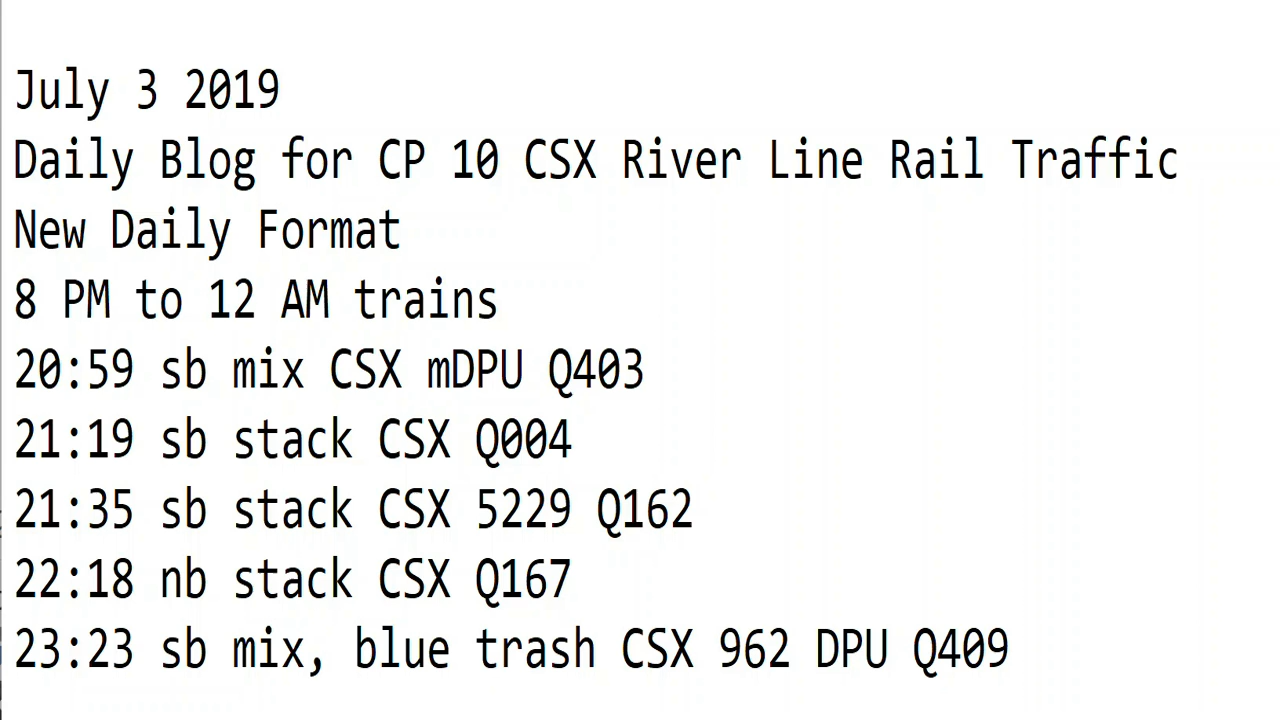 July 3 2019
Daily Blog for CP 10 CSX River Line Rail Traffic
New Daily Format
8 PM to 12 AM trains
20:59 sb mix CSX mDPU Q403
21:19 sb stack CSX Q004
21:35 sb stack CSX 5229 Q162
22:18 nb stack CSX Q167
23:23 sb mix, blue trash CSX 962 DPU Q409